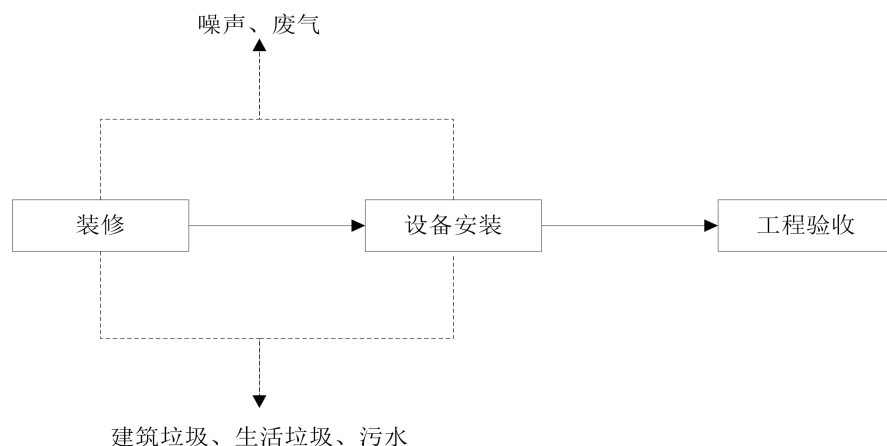 噪声、废气
装修
设备安装
工程验收
建筑垃圾、生活垃圾、污水